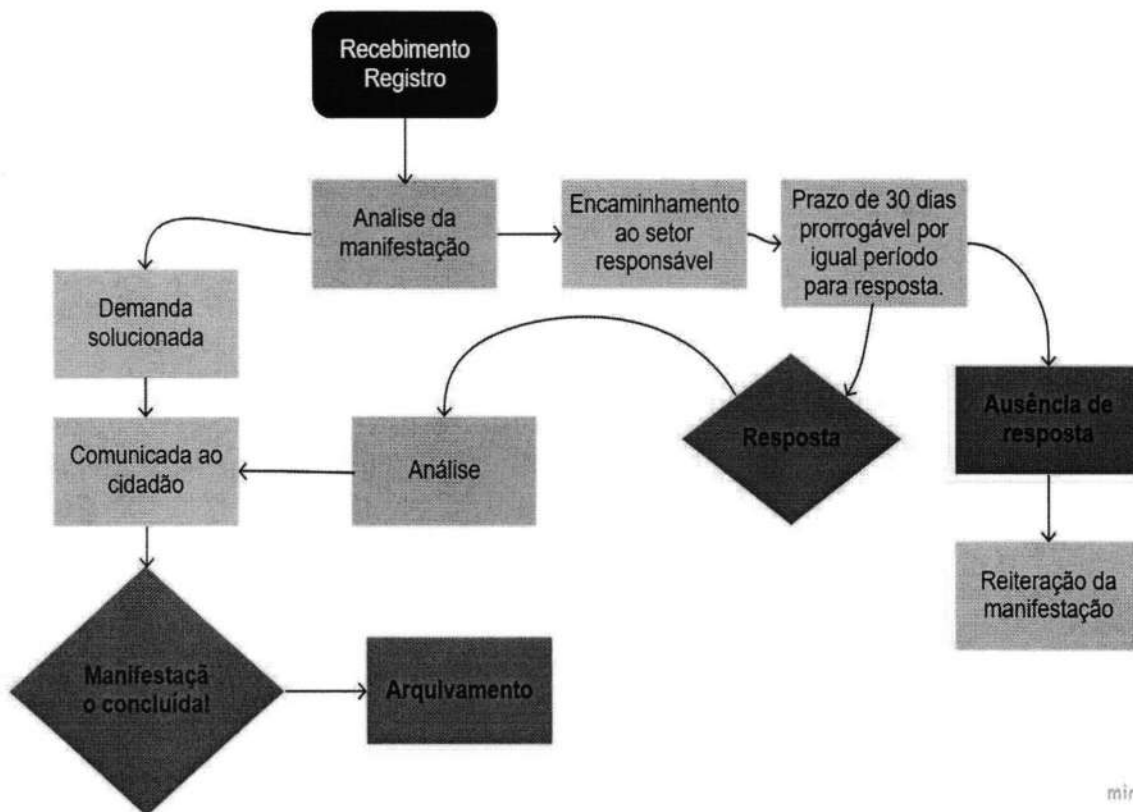 Recebimento
Registro
Analise da
manifestação
Encaminhamento
ao setor
responsável
Prazo de 30 dias
prorrogável por
igual período
para resposta.
Demanda
solucionada
Resposta
Ausência de
resposta
Comunicada ao
cidadão
Análise
Reiteração da
manifestação
Manifestaçã
o concluída!
Arquivamento